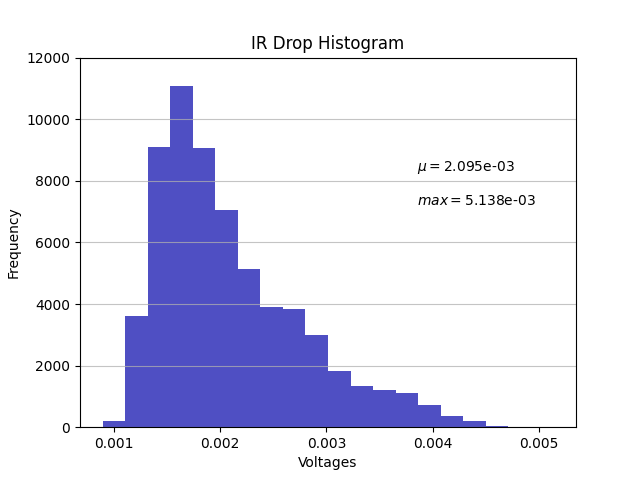 IR Drop Histogram
12000
10000
8000
6000
4000
2000
0
Frequency
μ = 2.095e-03
max = 5.138e-03
0.001 0.002 0.003 0.004 0.005
Voltages